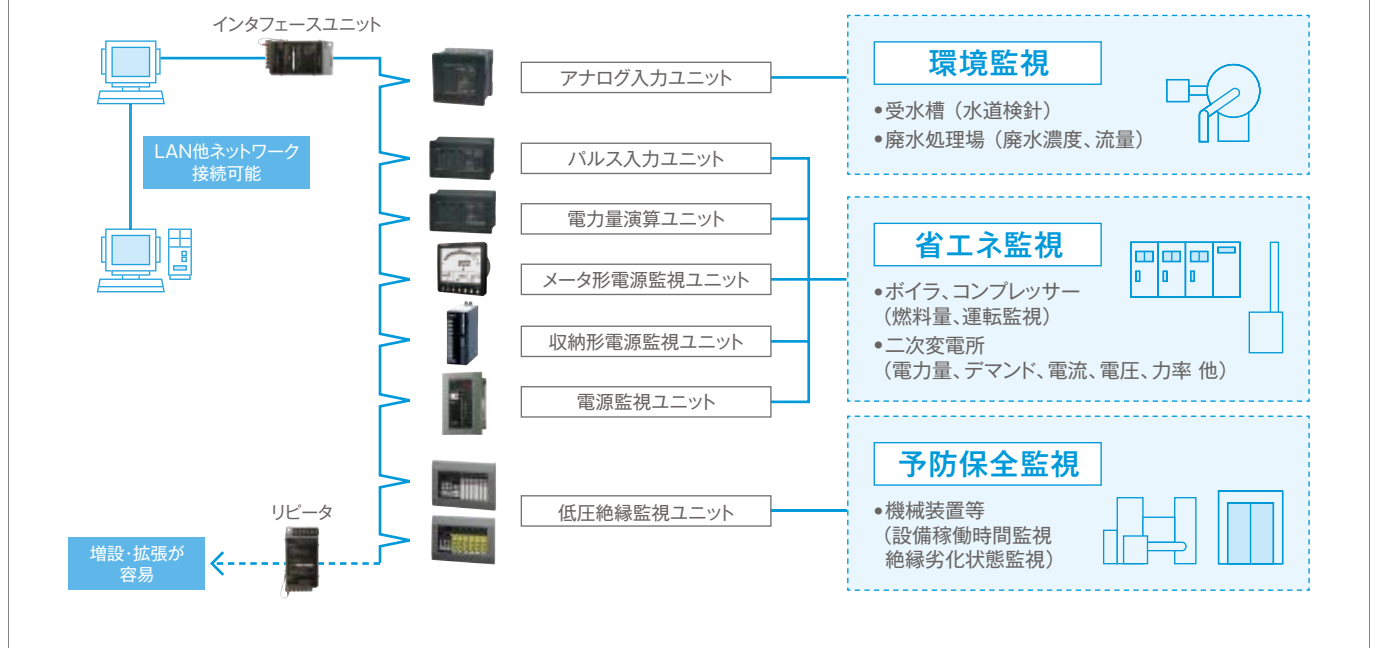 インタフェースユニット
LAN他ネットワーク
接続可能
リピータ
増設・拡張が
容易
アナログ入力ユニット
パルス入力ユニット
電力量演算ユニット
メータ形電源監視ユニット
収納形電源監視ユニット
電源監視ユニット
低圧絶縁監視ユニット
環境監視
•受水槽（水道検針）
•廃水処理場（廃水濃度、流量）
省エネ監視
•ボイラ、コンプレッサー
（燃料量、運転監視）
•二次変電所
（電力量、デマンド、電流、電圧、力率 他）
予防保全監視
•機械装置等
（設備稼働時間監視
絶縁劣化状態監視）